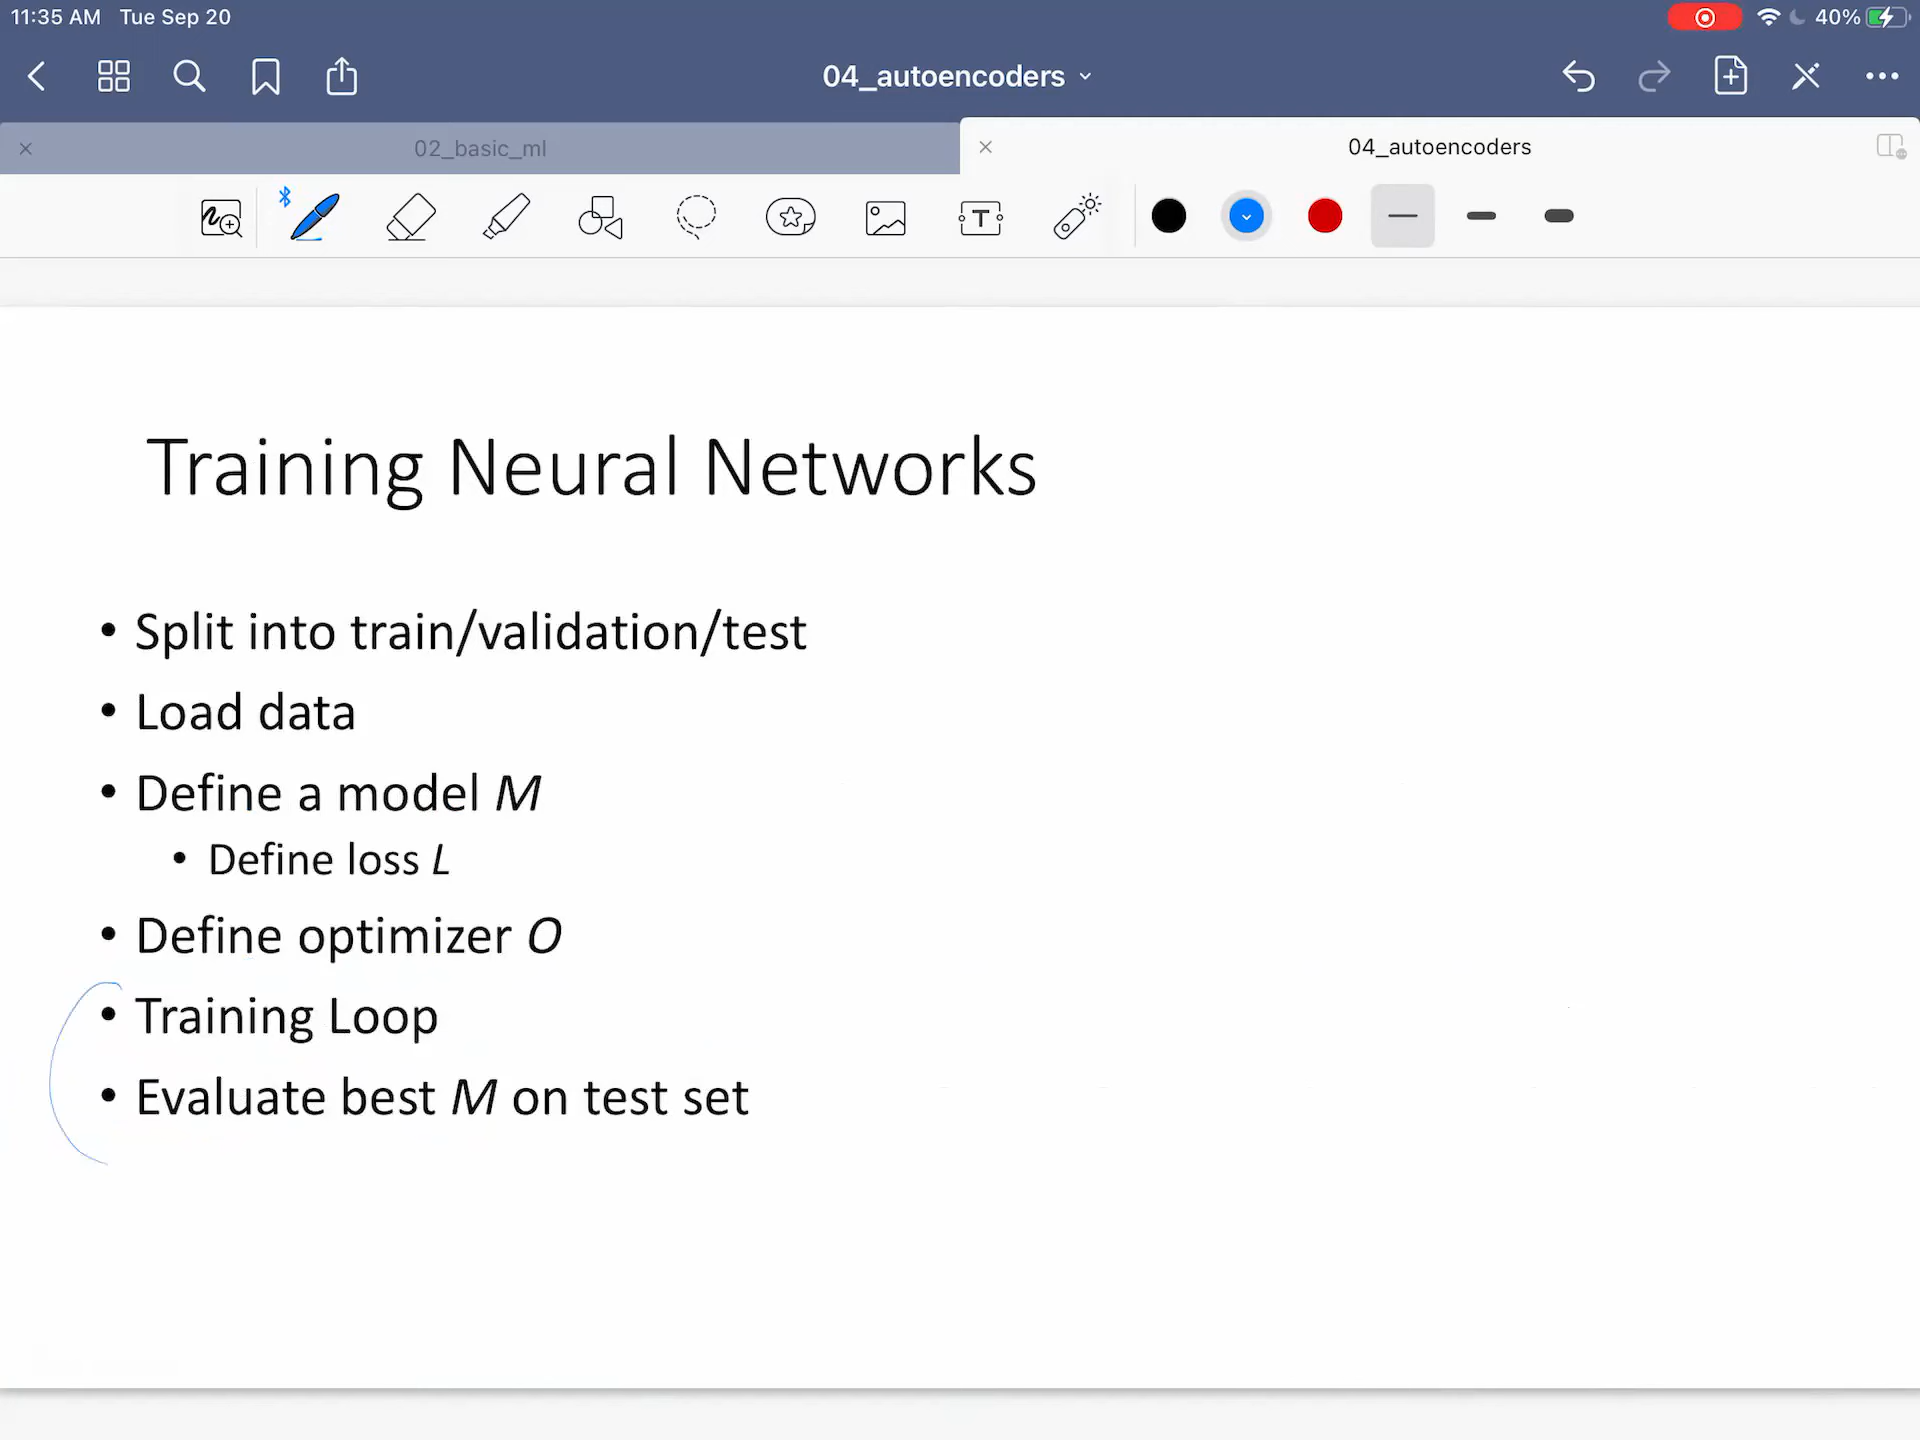 11:35 AM Tue Sep 20
40%
04_autoencoders
02_basic_ml
04_autoencoders
T
Training Neural Networks
• Split into train/validation/test
• Load data
• Define a model M
• Define loss L
• Define optimizer O
• Training Loop
• Evaluate best M on test set